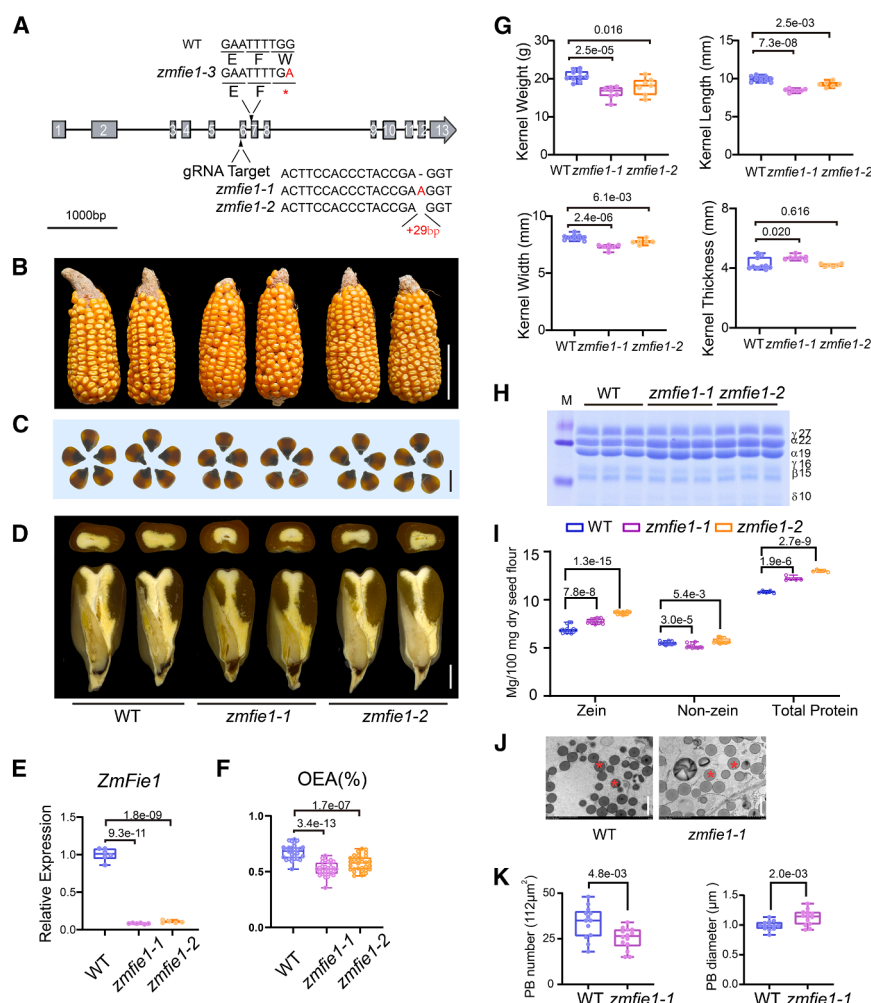 A
WT GAATTTTGG
E F W
zmfie1-3 GAATTTTGA
E F *
1 2 3 4 5 6 7 8 9 10 11 12 13
gRNA Target ACTTCCACCCTACCGA - GGT
zmfie1-1 ACTTCCACCCTACCGAAGGT
zmfie1-2 ACTTCCACCCTACCGA GGT
+29bp
1000bp
B
C
D
WT zmfie1-1 zmfie1-2
E
ZmFie1
1.8e-09
9.3e-11
Relative Expression
1.5
1.0
0.5
0.0
WT zmfie1-1 zmfie1-2
F
OEA(%)
1.7e-07
3.4e-13
1.0
0.5
0.0
WT zmfie1-1 zmfie1-2
G
Kernel Weight (g)
0.016
2.5e-05
30
20
10
0
WT zmfie1-1 zmfie1-2
Kernel Length (mm)
2.5e-03
7.3e-08
15
10
5
0
WT zmfie1-1 zmfie1-2
Kernel Width (mm)
6.1e-03
2.4e-06
10
5
0
WT zmfie1-1 zmfie1-2
Kernel Thickness (mm)
0.616
0.020
8
4
0
WT zmfie1-1 zmfie1-2
H
M WT zmfie1-1 zmfie1-2
γ27
α22
α19
γ16
β15
δ10
I
WT zmfie1-1 zmfie1-2
Mg/100 mg dry seed flour
15
10
5
0
1.3e-15
7.8e-8
5.4e-3
3.0e-5
2.7e-9
1.9e-6
Zein Non-zein Total Protein
J
WT zmfie1-1
K
PB number (112μm²)
4.8e-03
50
25
0
WT zmfie1-1
PB diameter (μm)
2.0e-03
1.5
1.0
0.5
0.0
WT zmfie1-1